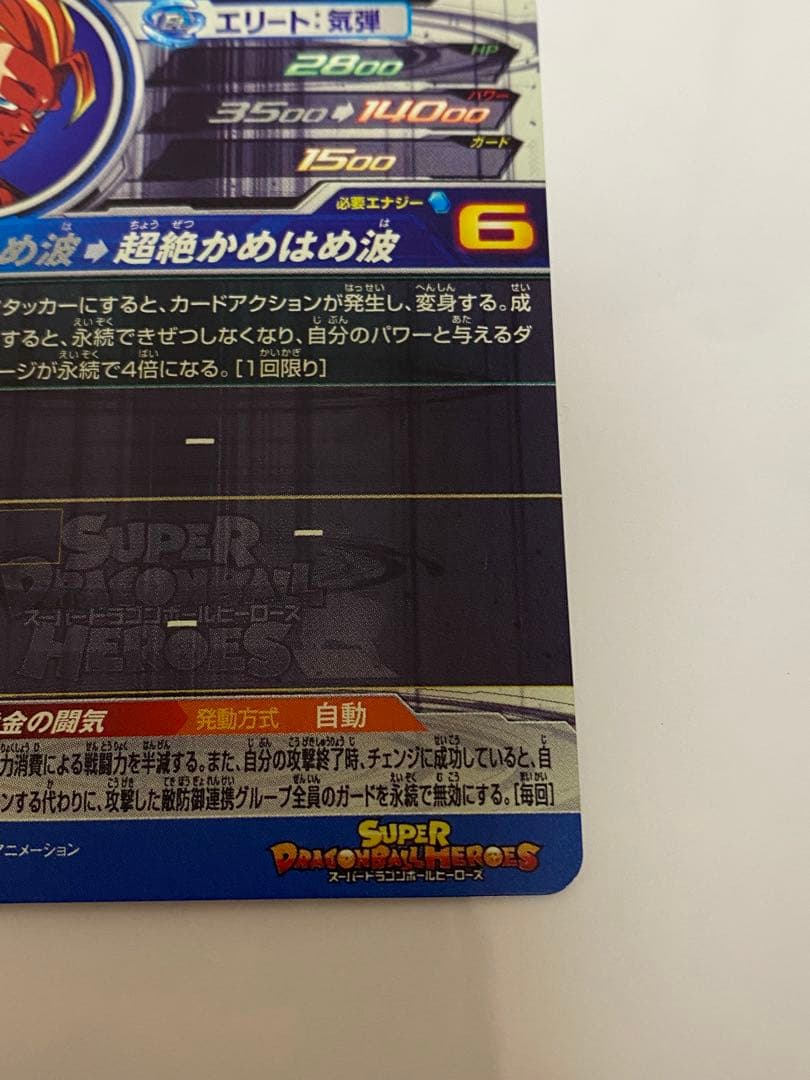 エリート:気弾
HP
2800
パワー
3500➡14000
ガード
1500
必要エナジー 6
め波➡超絶かめはめ波
タッカーにすると、カードアクションが発生し、変身する。成
すると、永続できぜつしなくなり、自分のパワーと与えるダ
ージが永続で4倍になる。[1回限り]
SUPER
DRAGONBALL
スーパードラゴンボールヒーローズ
HEROES
金の闘気 発動方式 自動
力消費による戦闘力を半減する。また、自分の攻撃終了時、チェンジに成功していると、自
ンする代わりに、攻撃した敵防御連携グループ全員のガードを永続で無効にする。[毎回]
アニメーション
SUPER
DRAGONBALL HEROES
スーパードラゴンボールヒーローズ